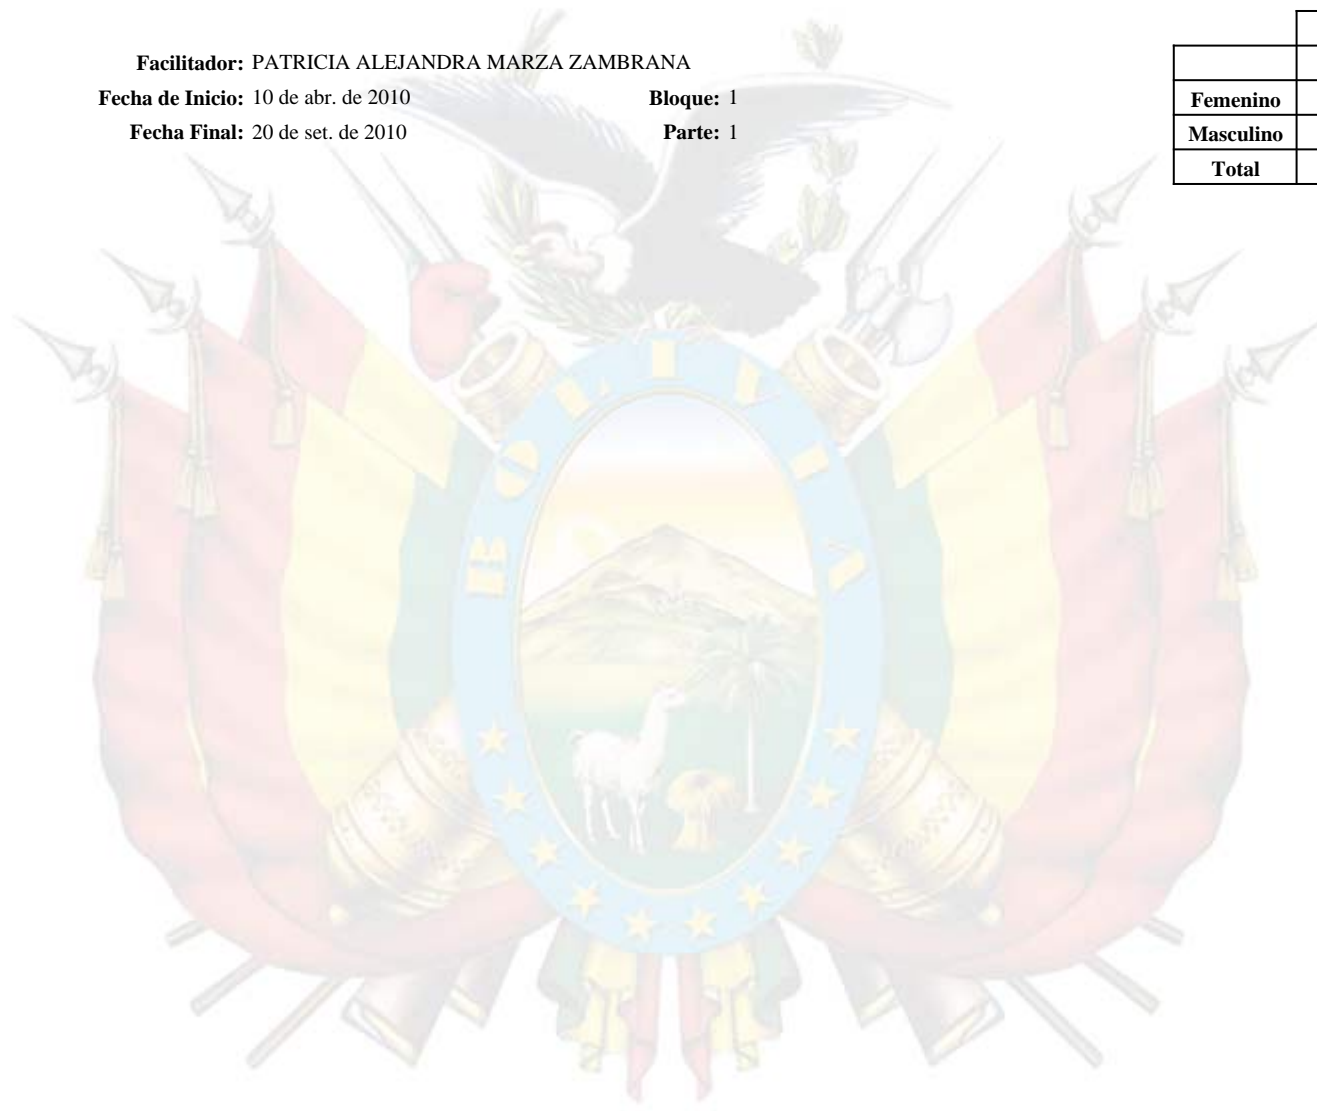 Facilitador: PATRICIA ALEJANDRA MARZA ZAMBRANA
Fecha de Inicio: 10 de abr. de 2010 Bloque: 1
Fecha Final: 20 de set. de 2010 Parte: 1
Femenino
Masculino
Total
BOLIVIA